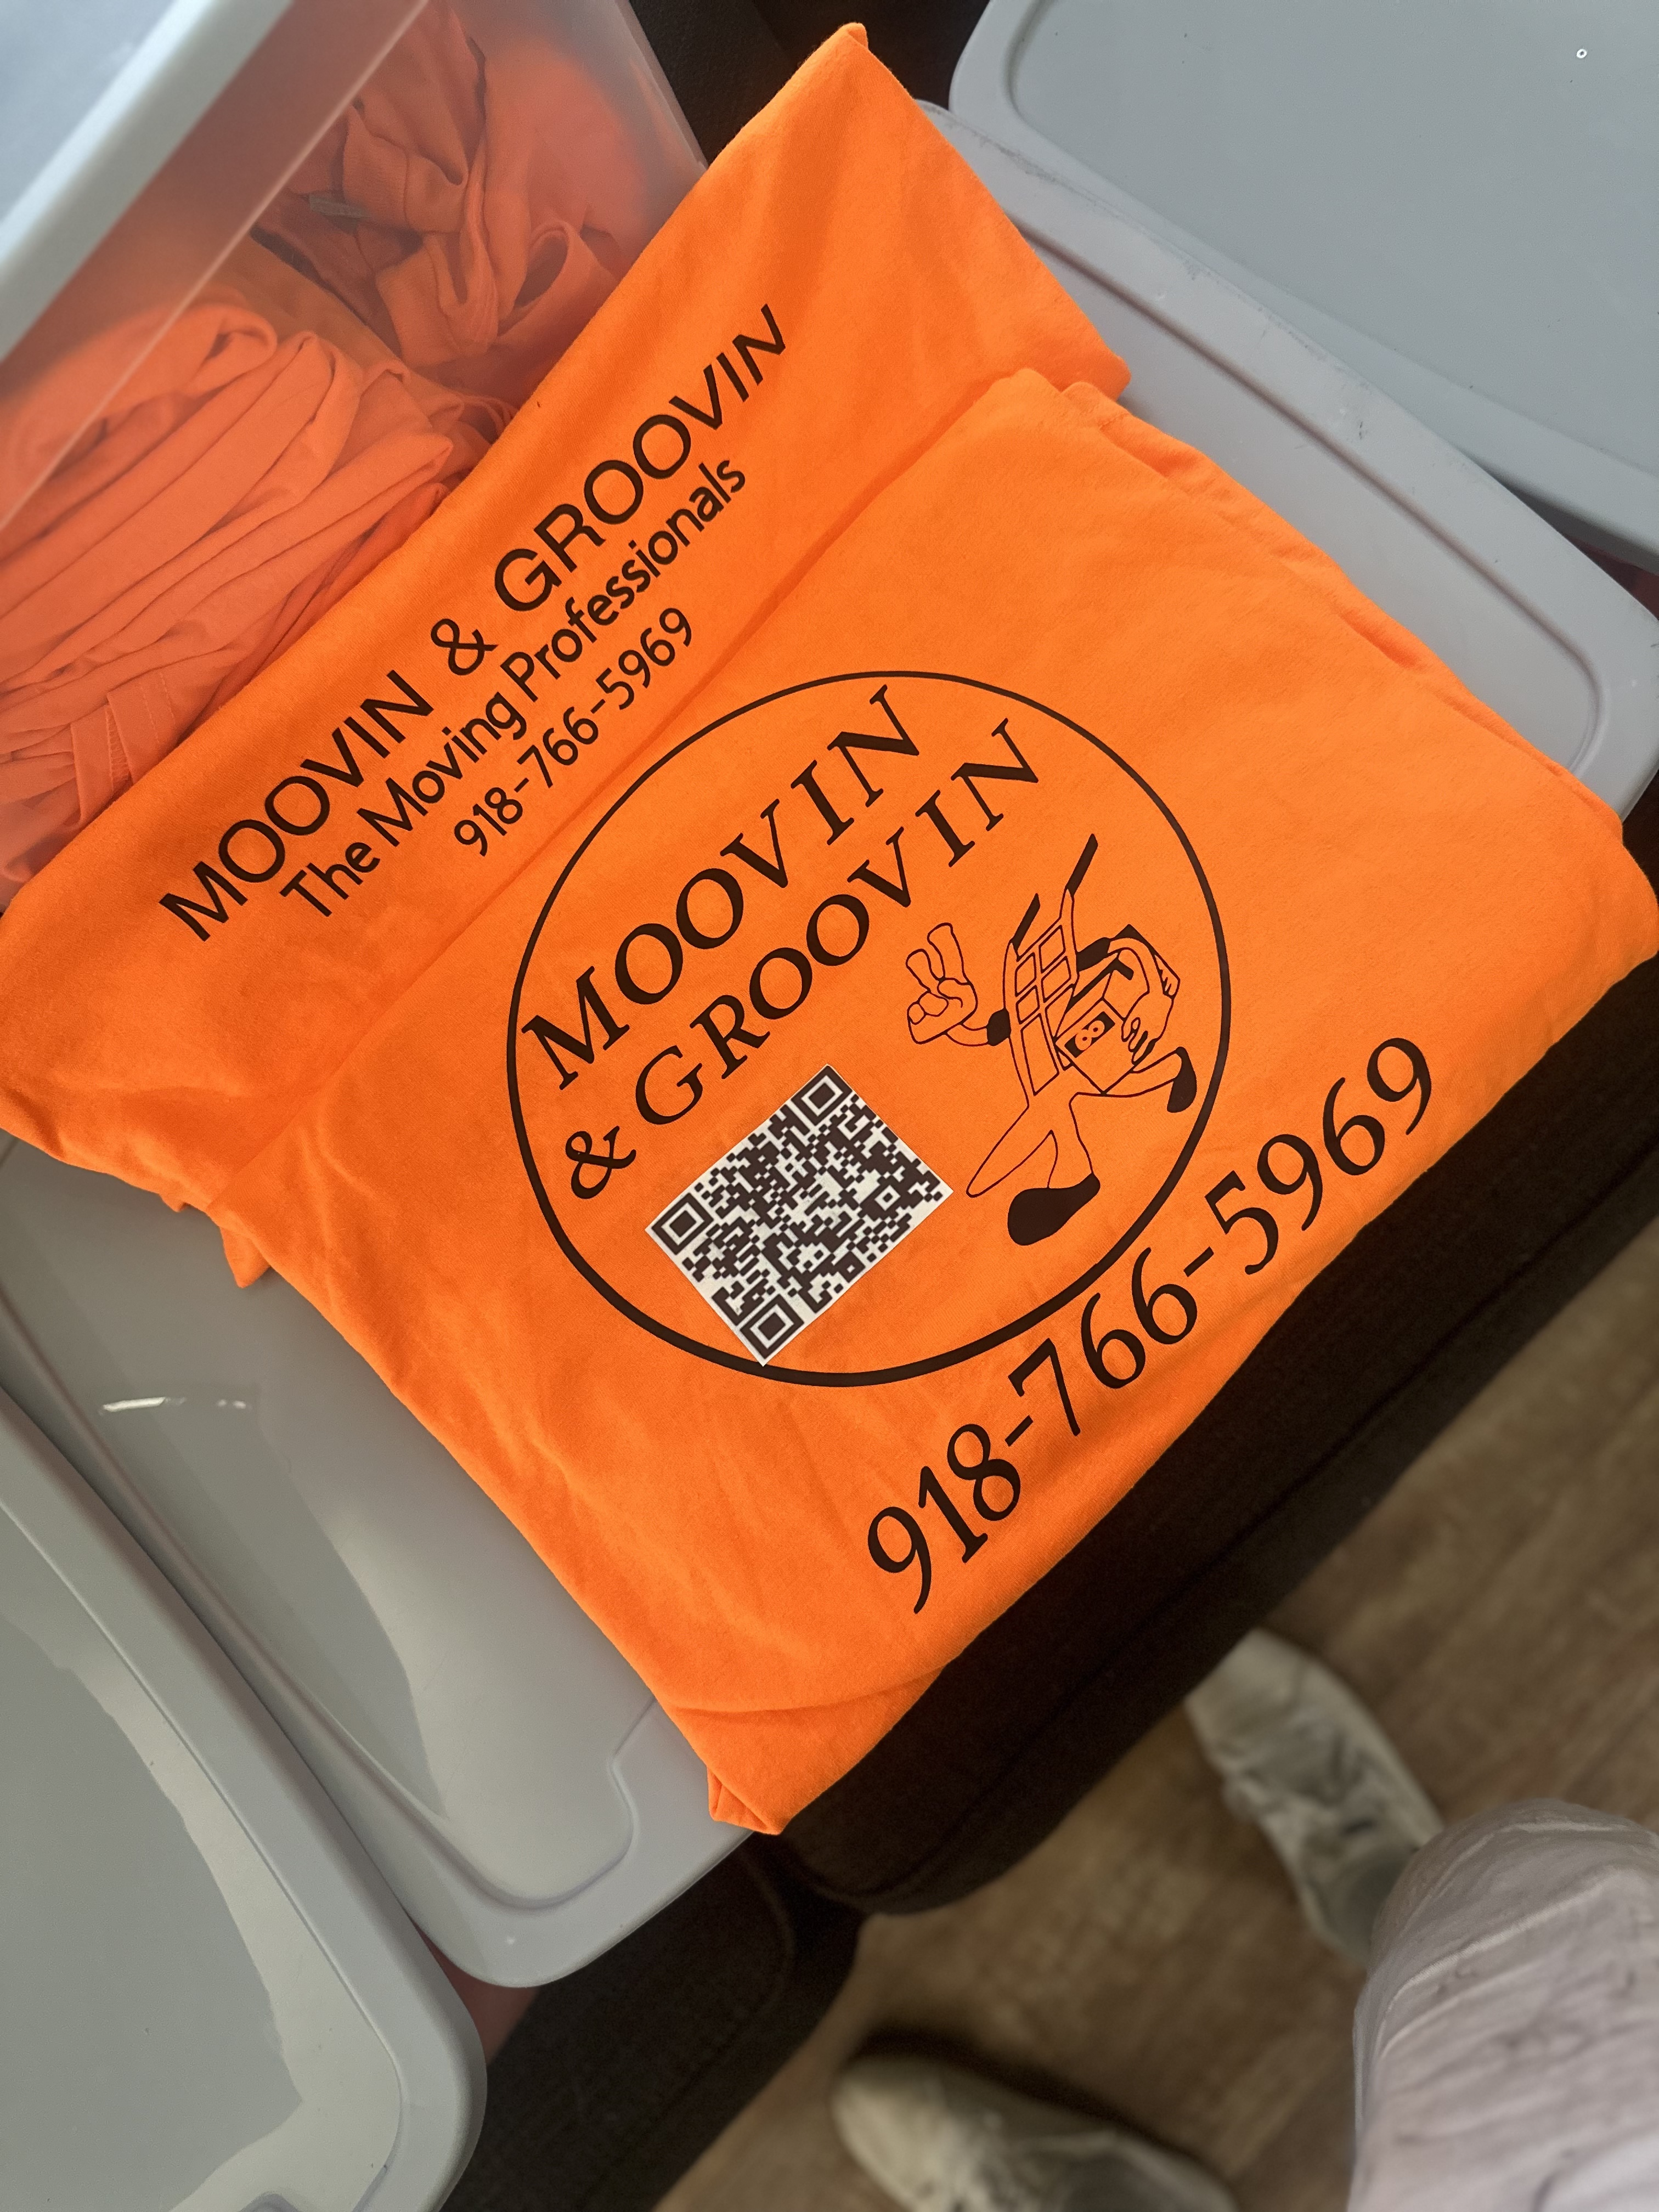 MOOVIN & GROOVIN
The Moving Professionals
918-766-5969
MOOVIN
& GROOVIN
918-766-5969